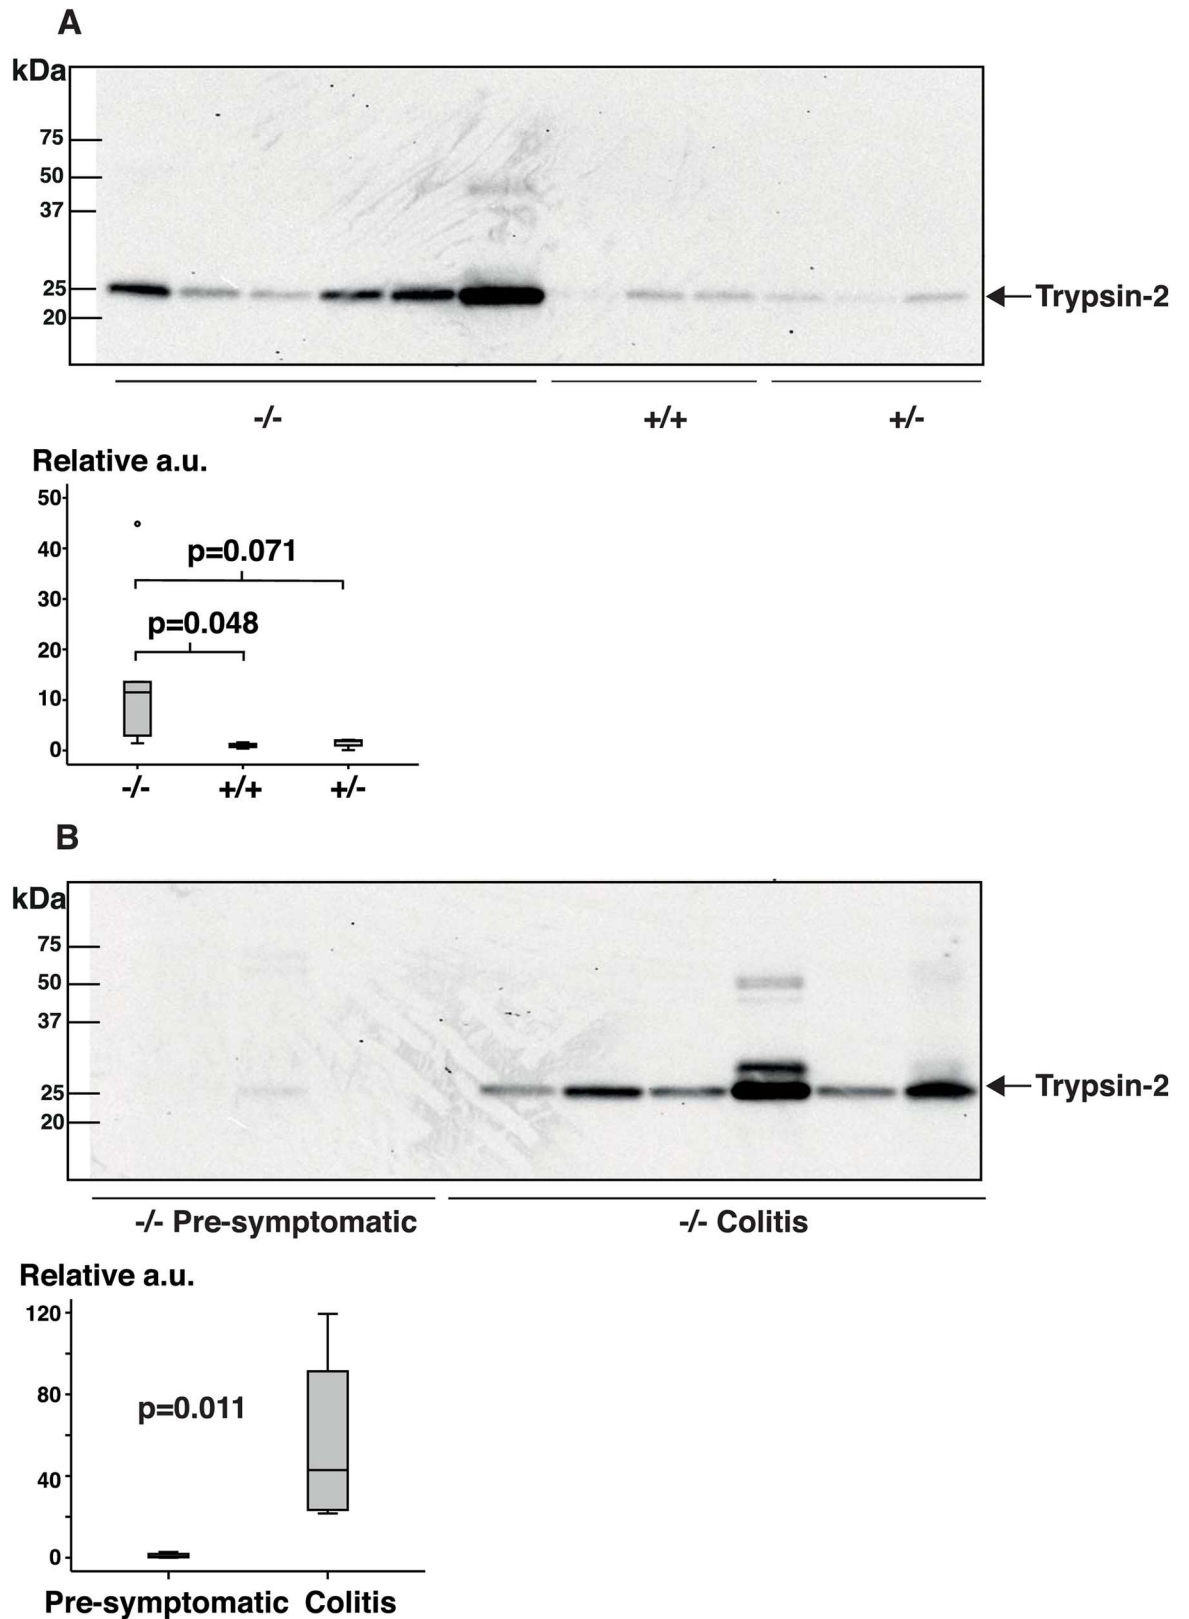 A
kDa
75
50
37
25
20
Trypsin-2
-/- +/+ +/-
Relative a.u.
50
40
30
20
10
0
p=0.071
p=0.048
-/- +/+ +/-
B
kDa
75
50
37
25
20
Trypsin-2
-/- Pre-symptomatic -/- Colitis
Relative a.u.
120
80
40
0
p=0.011
Pre-symptomatic Colitis